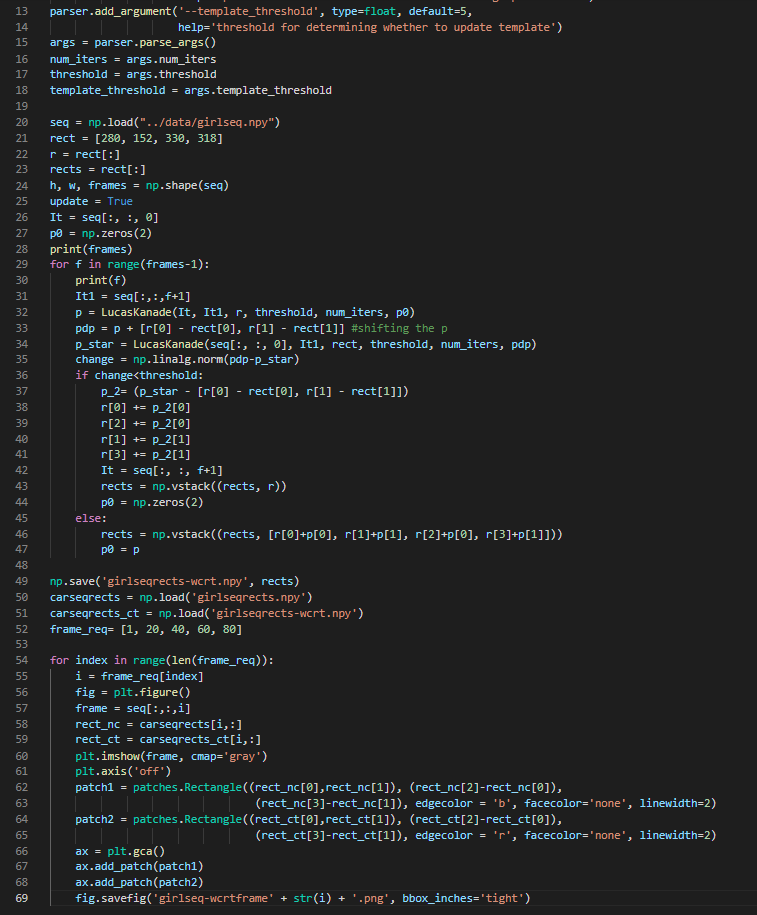 13 parser.add_argument('--template_threshold', type=float, default=5,
14 help='threshold for determining whether to update template')
15 args = parser.parse_args()
16 num_iters = args.num_iters
17 threshold = args.threshold
18 template_threshold = args.template_threshold
19
20 seq = np.load("../data/girlseq.npy")
21 rect = [280, 152, 330, 318]
22 r = rect[:]
23 rects = rect[:]
24 h, w, frames = np.shape(seq)
25 update = True
26 It = seq[:, :, 0]
27 p0 = np.zeros(2)
28 print(frames)
29 for f in range(frames-1):
30 print(f)
31 It1 = seq[:,:,f+1]
32 p = LucasKanade(It, It1, r, threshold, num_iters, p0)
33 pdp = p + [r[0] - rect[0], r[1] - rect[1]] #shifting the p
34 p_star = LucasKanade(seq[:, :, 0], It1, rect, threshold, num_iters, pdp)
35 change = np.linalg.norm(pdp-p_star)
36 if change<threshold:
37 p_2= (p_star - [r[0] - rect[0], r[1] - rect[1]])
38 r[0] += p_2[0]
39 r[2] += p_2[0]
40 r[1] += p_2[1]
41 r[3] += p_2[1]
42 It = seq[:, :, f+1]
43 rects = np.vstack((rects, r))
44 p0 = np.zeros(2)
45 else:
46 rects = np.vstack((rects, [r[0]+p[0], r[1]+p[1], r[2]+p[0], r[3]+p[1]]))
47 p0 = p
48
49 np.save('girlseqrects-wcrt.npy', rects)
50 carseqrects = np.load('girlseqrects.npy')
51 carseqrects_ct = np.load('girlseqrects-wcrt.npy')
52 frame_req= [1, 20, 40, 60, 80]
53
54 for index in range(len(frame_req)):
55 i = frame_req[index]
56 fig = plt.figure()
57 frame = seq[:,:,i]
58 rect_nc = carseqrects[i,:]
59 rect_ct = carseqrects_ct[i,:]
60 plt.imshow(frame, cmap='gray')
61 plt.axis('off')
62 patch1 = patches.Rectangle((rect_nc[0],rect_nc[1]), (rect_nc[2]-rect_nc[0]),
63 (rect_nc[3]-rect_nc[1]), edgecolor = 'b', facecolor='none', linewidth=2)
64 patch2 = patches.Rectangle((rect_ct[0],rect_ct[1]), (rect_ct[2]-rect_ct[0]),
65 (rect_ct[3]-rect_ct[1]), edgecolor = 'r', facecolor='none', linewidth=2)
66 ax = plt.gca()
67 ax.add_patch(patch1)
68 ax.add_patch(patch2)
69 fig.savefig('girlseq-wcrtframe' + str(i) + '.png', bbox_inches='tight')